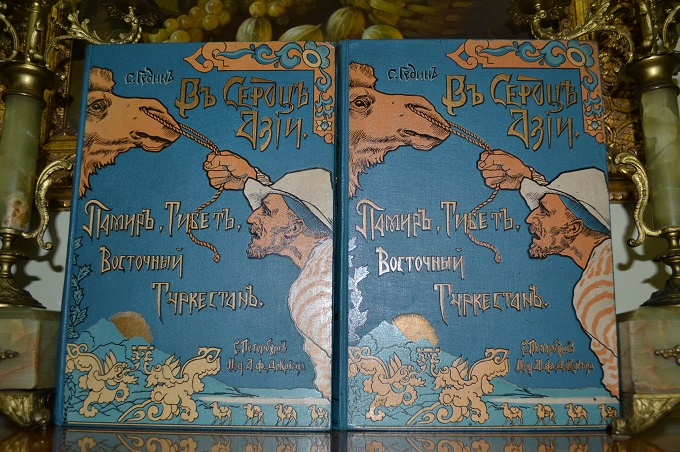 С. Гединъ
Въ Сердцѣ
Азіи.
Памиръ, Тибетъ,
Восточный
Туркестанъ.
С. Петербургъ
Изд. А. Ф. Девріена
С. Гединъ
Въ Сердцѣ
Азіи.
Памиръ, Тибетъ,
Восточный
Туркестанъ.
С. Петербургъ
Изд. А. Ф. Девріена